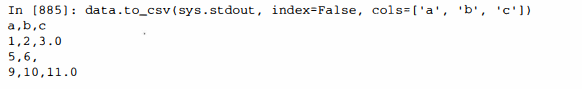 In [885]: data.to_csv(sys.stdout, index=False, cols=['a', 'b', 'c'])
a,b,c
1,2,3.0
5,6,
9,10,11.0